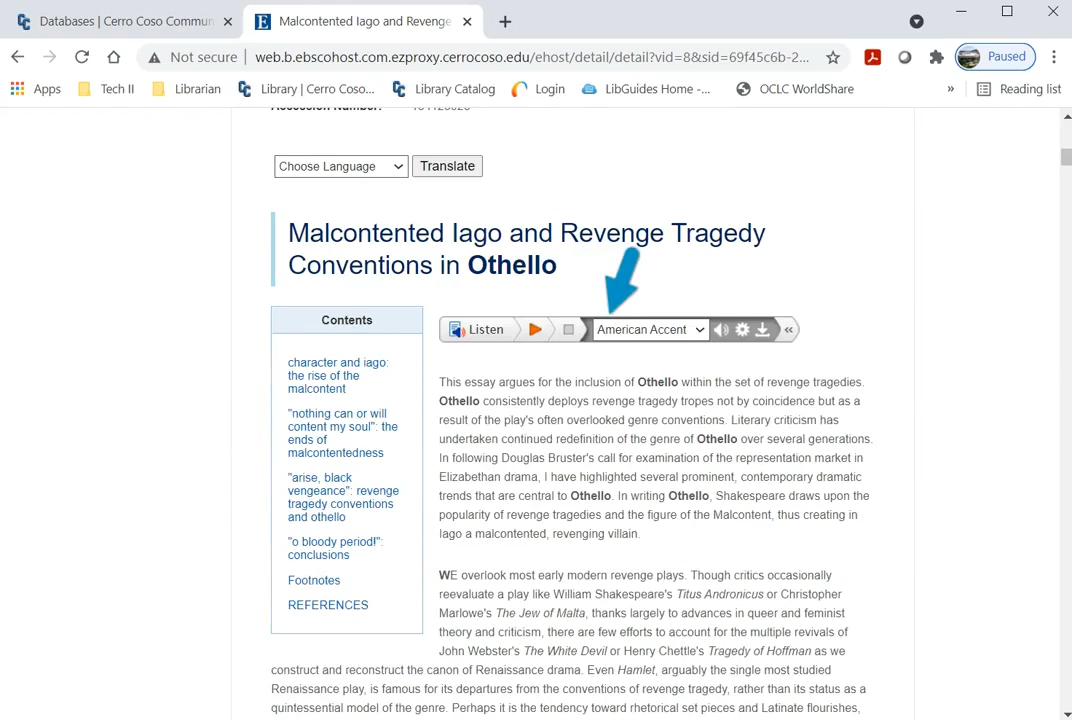 Databases | Cerro Coso Commun
Malcontented Iago and Revenge
Not secure
web.b.ebscohost.com.ezproxy.cerrocoso.edu/ehost/detail/detail?vid=8&sid=69f45c6b-2...
Paused
Apps
Tech II
Librarian
Library | Cerro Coso...
Library Catalog
Login
LibGuides Home -...
OCLC WorldShare
»
Reading list
Accession Number:
Choose Language
Translate
Malcontented Iago and Revenge Tragedy
Conventions in Othello
Contents
character and iago:
the rise of the
malcontent
"nothing can or will
content my soul": the
ends of
malcontentedness
"arise, black
vengeance": revenge
tragedy conventions
and othello
"o bloody period!":
conclusions
Footnotes
REFERENCES
Listen
American Accent
«
This essay argues for the inclusion of Othello within the set of revenge tragedies.
Othello consistently deploys revenge tragedy tropes not by coincidence but as a
result of the play's often overlooked genre conventions. Literary criticism has
undertaken continued redefinition of the genre of Othello over several generations.
In following Douglas Bruster's call for examination of the representation market in
Elizabethan drama, I have highlighted several prominent, contemporary dramatic
trends that are central to Othello. In writing Othello, Shakespeare draws upon the
popularity of revenge tragedies and the figure of the Malcontent, thus creating in
Iago a malcontented, revenging villain.
WE overlook most early modern revenge plays. Though critics occasionally
reevaluate a play like William Shakespeare's Titus Andronicus or Christopher
Marlowe's The Jew of Malta, thanks largely to advances in queer and feminist
theory and criticism, there are few efforts to account for the multiple revivals of
John Webster's The White Devil or Henry Chettle's Tragedy of Hoffman as we
construct and reconstruct the canon of Renaissance drama. Even Hamlet, arguably the single most studied
Renaissance play, is famous for its departures from the conventions of revenge tragedy, rather than its status as a
quintessential model of the genre. Perhaps it is the tendency toward rhetorical set pieces and Latinate flourishes,